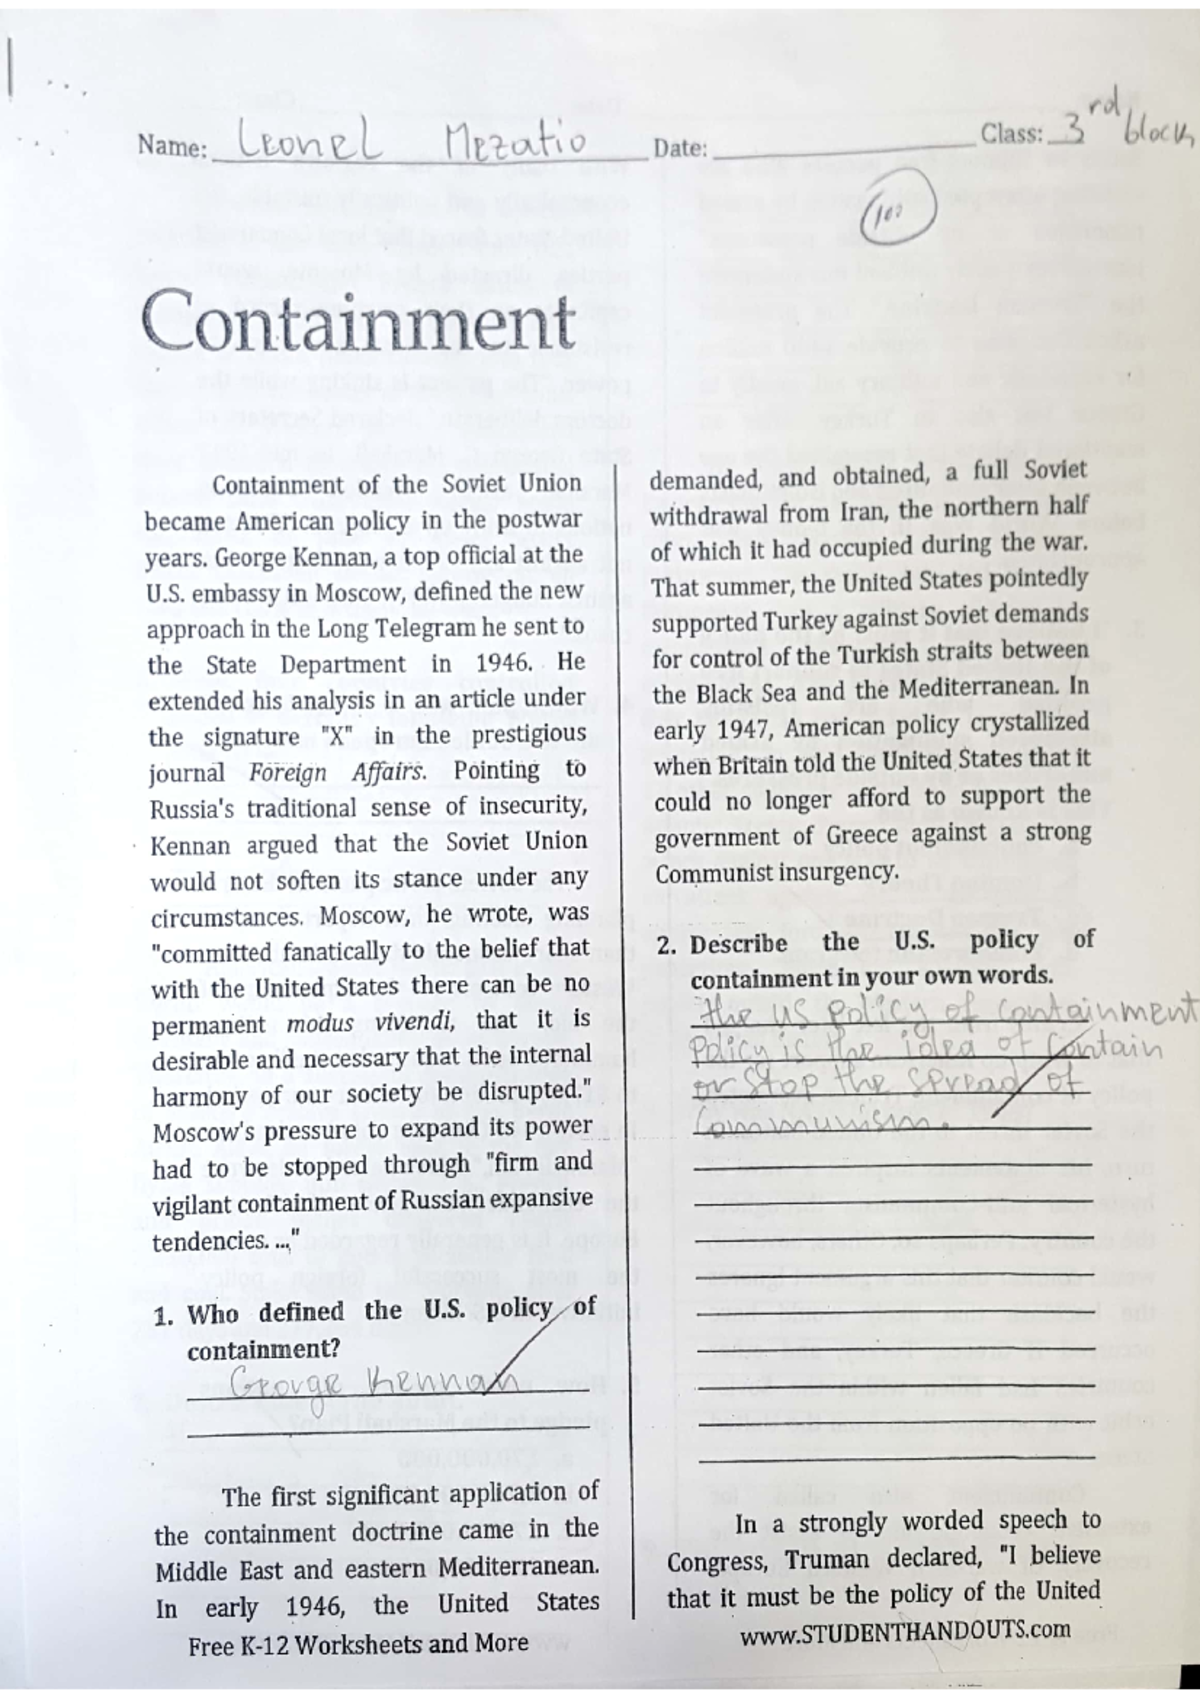 Name: Leonel Mezatio Date: Class: 3rd block
100
Containment
Containment of the Soviet Union
became American policy in the postwar
years. George Kennan, a top official at the
U.S. embassy in Moscow, defined the new
approach in the Long Telegram he sent to
the State Department in 1946. He
extended his analysis in an article under
the signature "X" in the prestigious
journal Foreign Affairs. Pointing to
Russia's traditional sense of insecurity,
Kennan argued that the Soviet Union
would not soften its stance under any
circumstances. Moscow, he wrote, was
"committed fanatically to the belief that
with the United States there can be no
permanent modus vivendi, that it is
desirable and necessary that the internal
harmony of our society be disrupted."
Moscow's pressure to expand its power
had to be stopped through "firm and
vigilant containment of Russian expansive
tendencies. ...,"
1. Who defined the U.S. policy of
containment?
George Kennan
The first significant application of
the containment doctrine came in the
Middle East and eastern Mediterranean.
In early 1946, the United States
Free K-12 Worksheets and More
demanded, and obtained, a full Soviet
withdrawal from Iran, the northern half
of which it had occupied during the war.
That summer, the United States pointedly
supported Turkey against Soviet demands
for control of the Turkish straits between
the Black Sea and the Mediterranean. In
early 1947, American policy crystallized
when Britain told the United States that it
could no longer afford to support the
government of Greece against a strong
Communist insurgency.
2. Describe the U.S. policy of
containment in your own words.
the US policy of containment
Policy is the idea of Contain
or stop the spread of
Communism.
In a strongly worded speech to
Congress, Truman declared, "I believe
that it must be the policy of the United
www.STUDENTHANDOUTS.com